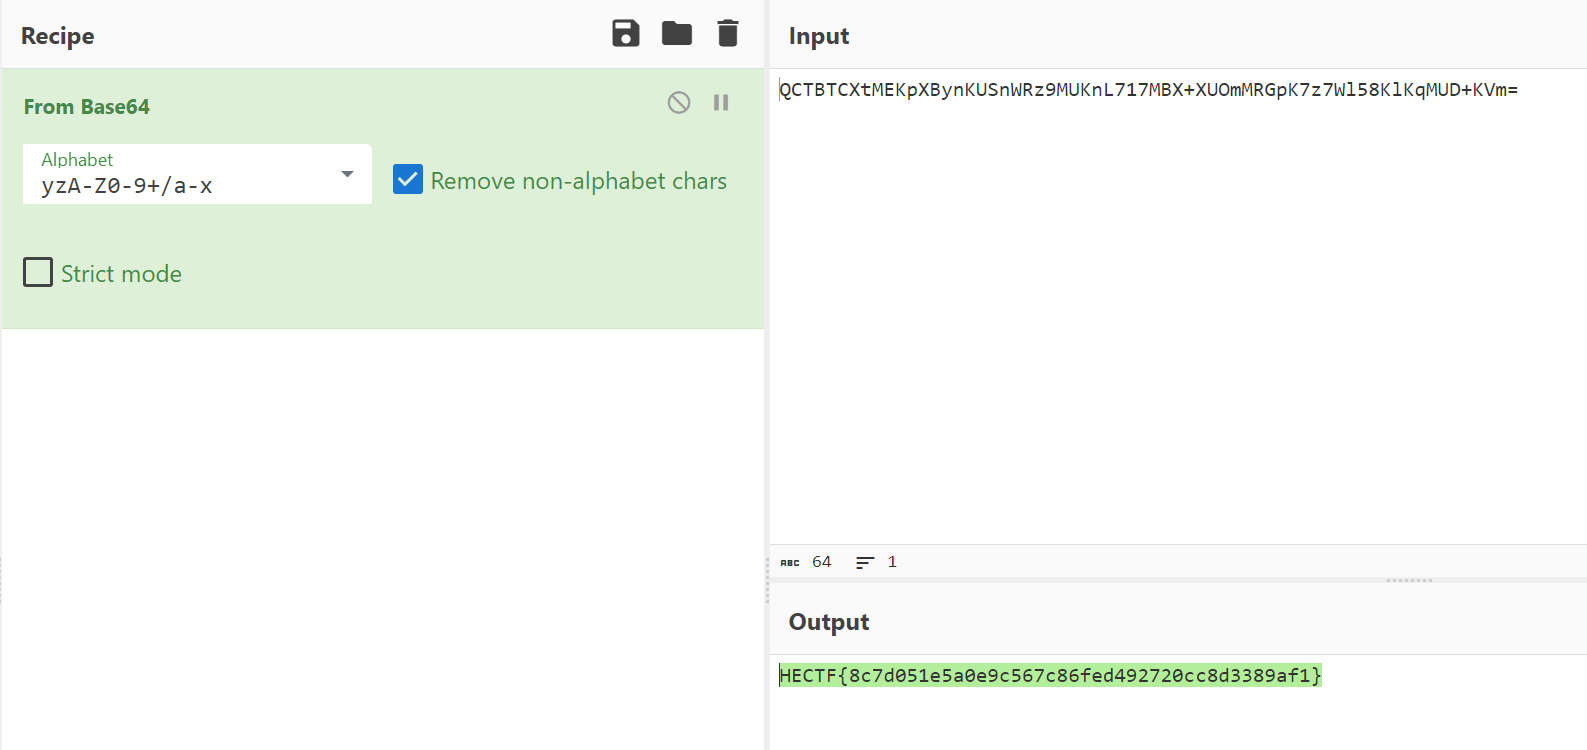 Recipe
From Base64
Alphabet
yzA-Z0-9+/a-x
Remove non-alphabet chars
Strict mode
Input
QCTBTCXtMEKpXBynKUSnWRz9MUKnL717MBX+XUOmMRGpK7z7Wl58KlKqMUD+KVm=
ABC 64 1
Output
HECTF{8c7d051e5a0e9c567c86fed492720cc8d3389af1}